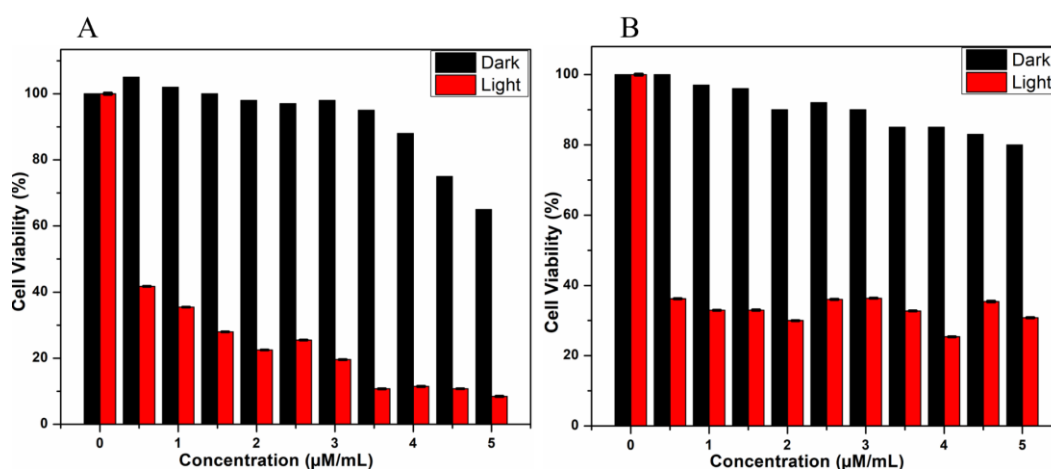 A
Dark
Light
100
80
60
40
20
0
Cell Viability (%)
0 1 2 3 4 5
Concentration (µM/mL)
B
Dark
Light
100
80
60
40
20
0
Cell Viability (%)
0 1 2 3 4 5
Concentration (µM/mL)